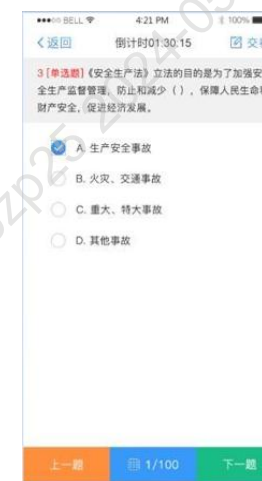 BELL 4:21 PM 100%
返回 倒计时01:30.15 交
3 [单选题]《安全生产法》立法的目的是为了加强安
全生产监督管理，防止和减少（ ），保障人民生命
财产安全，促进经济发展。
A. 生产安全事故
B. 火灾、交通事故
C. 重大、特大事故
D. 其他事故
上一题 1/100 下一题